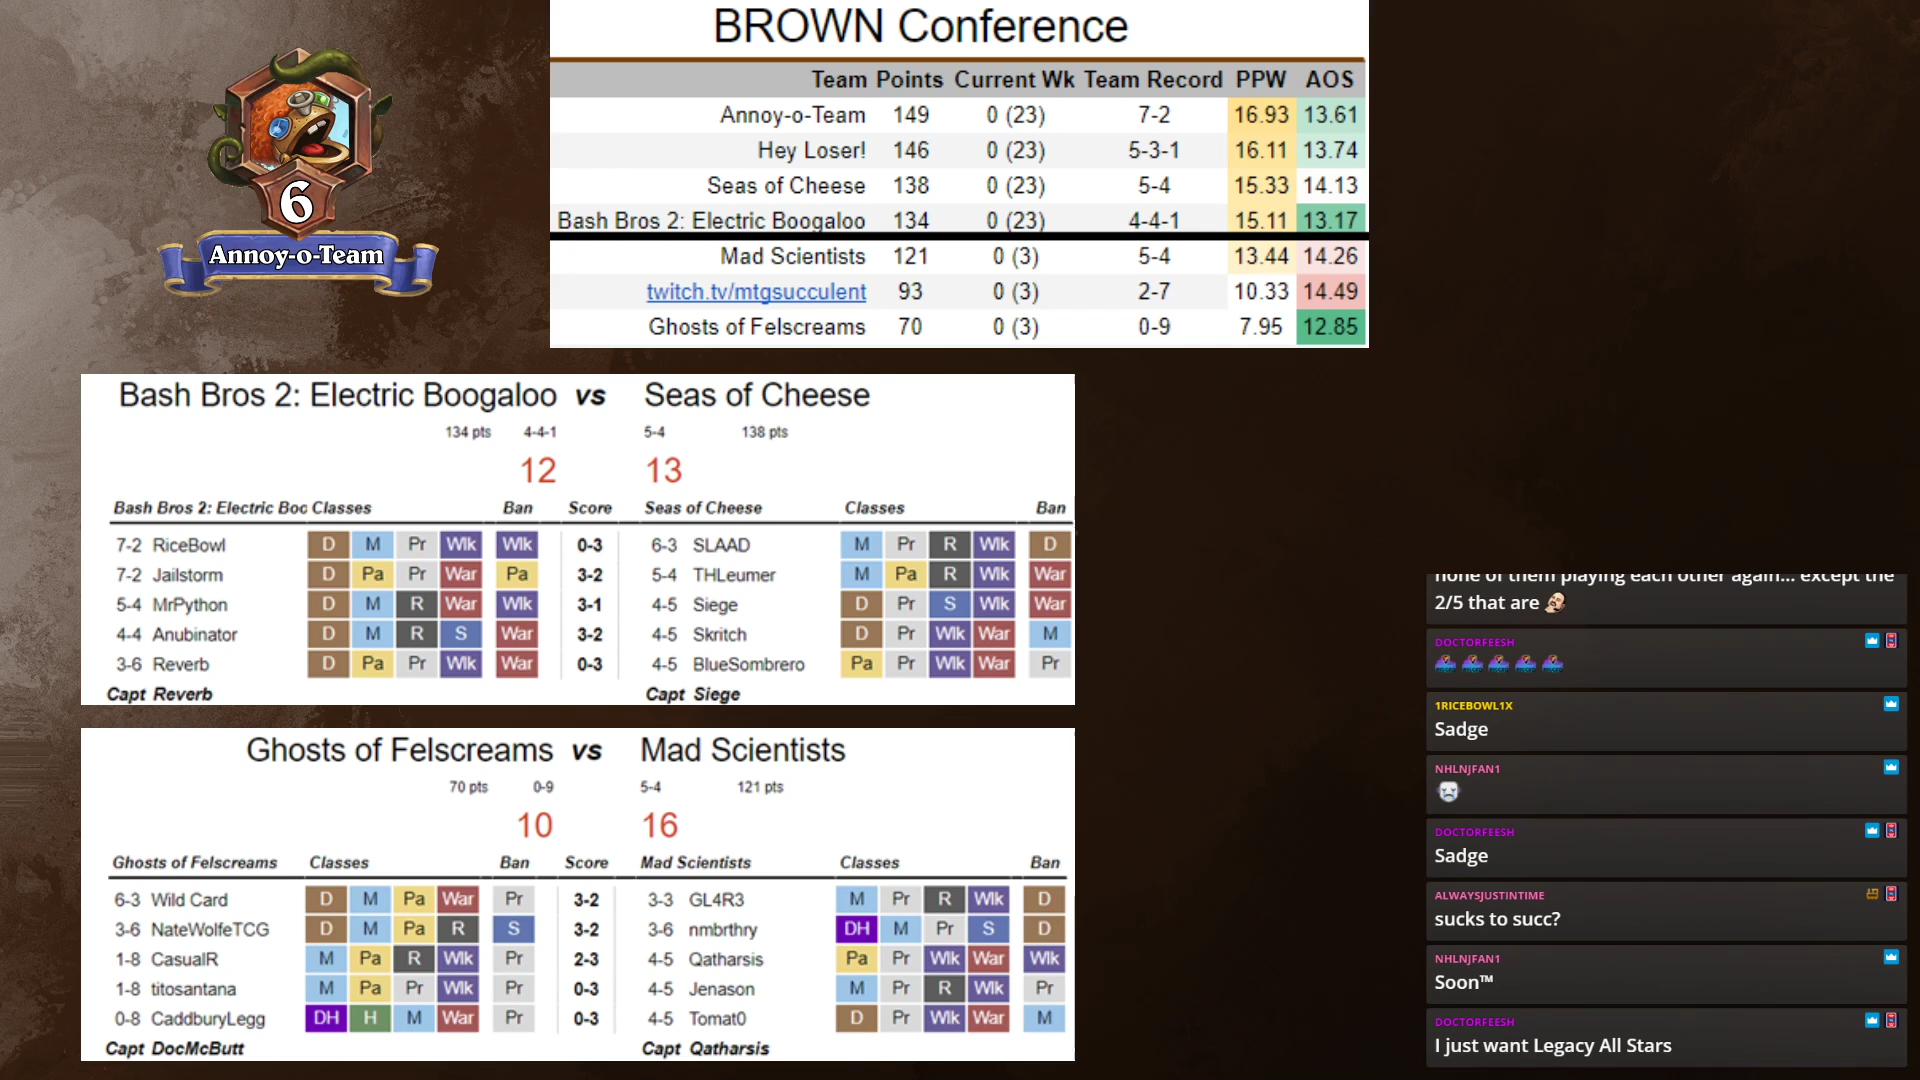 6
Annoy-o-Team
BROWN Conference
Team Points Current Wk Team Record PPW AOS
Annoy-o-Team 149 0 (23) 7-2 16.93 13.61
Hey Loser! 146 0 (23) 5-3-1 16.11 13.74
Seas of Cheese 138 0 (23) 5-4 15.33 14.13
Bash Bros 2: Electric Boogaloo 134 0 (23) 4-4-1 15.11 13.17
Mad Scientists 121 0 (3) 5-4 13.44 14.26
twitch.tv/mtgsucculent 93 0 (3) 2-7 10.33 14.49
Ghosts of Felscreams 70 0 (3) 0-9 7.95 12.85
Bash Bros 2: Electric Boogaloo vs Seas of Cheese
134 pts 4-4-1 5-4 138 pts
12 13
Bash Bros 2: Electric Boo Classes Ban Score Seas of Cheese Classes Ban
7-2 RiceBowl D M Pr Wlk Wlk 0-3 6-3 SLAAD M Pr R Wlk D
7-2 Jailstorm D Pa Pr War Pa 3-2 5-4 THLeumer M Pa R Wlk War
5-4 MrPython D M R War Wlk 3-1 4-5 Siege D Pr S Wlk War
4-4 Anubinator D M R S War 3-2 4-5 Skritch D Pr Wlk War M
3-6 Reverb D Pa Pr Wlk War 0-3 4-5 BlueSombrero Pa Pr Wlk War Pr
Capt Reverb Capt Siege
Ghosts of Felscreams vs Mad Scientists
70 pts 0-9 5-4 121 pts
10 16
Ghosts of Felscreams Classes Ban Score Mad Scientists Classes Ban
6-3 Wild Card D M Pa War Pr 3-2 3-3 GL4R3 M Pr R Wlk D
3-6 NateWolfeTCG D M Pa R S 3-2 3-6 nmbrthry DH M Pr S D
1-8 CasualR M Pa R Wlk Pr 2-3 4-5 Qatharsis Pa Pr Wlk War Wlk
1-8 titosantana M Pa Pr Wlk Pr 0-3 4-5 Jenason M Pr R Wlk Pr
0-8 CaddburyLegg DH H M War Pr 0-3 4-5 Tomat0 D Pr Wlk War M
Capt DocMcButt Capt Qatharsis
none of them playing each other again... except the
2/5 that are
DOCTORFEESH
1RICEBOWL1X
Sadge
NHLNJFAN1
DOCTORFEESH
Sadge
ALWAYSJUSTINTIME
sucks to succ?
NHLNJFAN1
Soon™
DOCTORFEESH
I just want Legacy All Stars